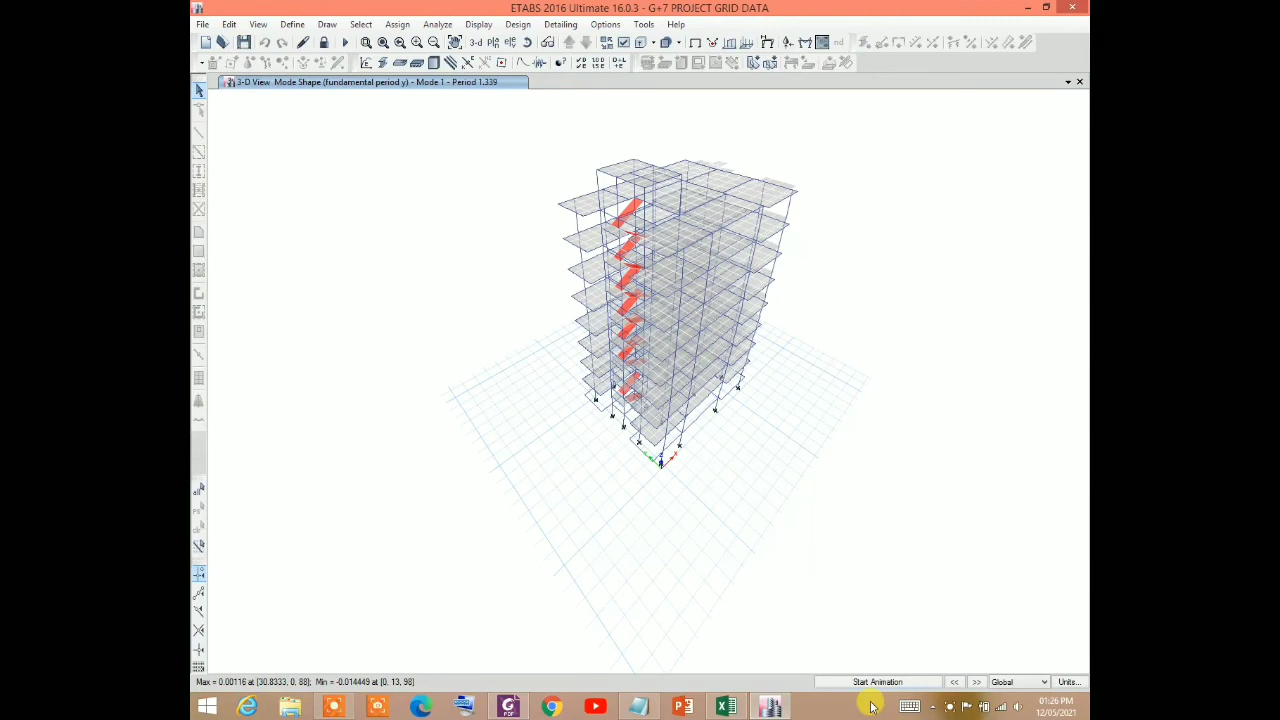 ETABS 2016 Ultimate 16.0.3 - G+7 PROJECT GRID DATA
File Edit View Define Draw Select Assign Analyze Display Design Detailing Options Tools Help
3-d
nd
3-D View Mode Shape (fundamental period y) - Mode 1 - Period 1.339
all
Max = 0.00116 at [30.8333, 0, 88]; Min = -0.014449 at [0, 13, 98]
Start Animation << >> Global Units...
01:26 PM
12/05/2021